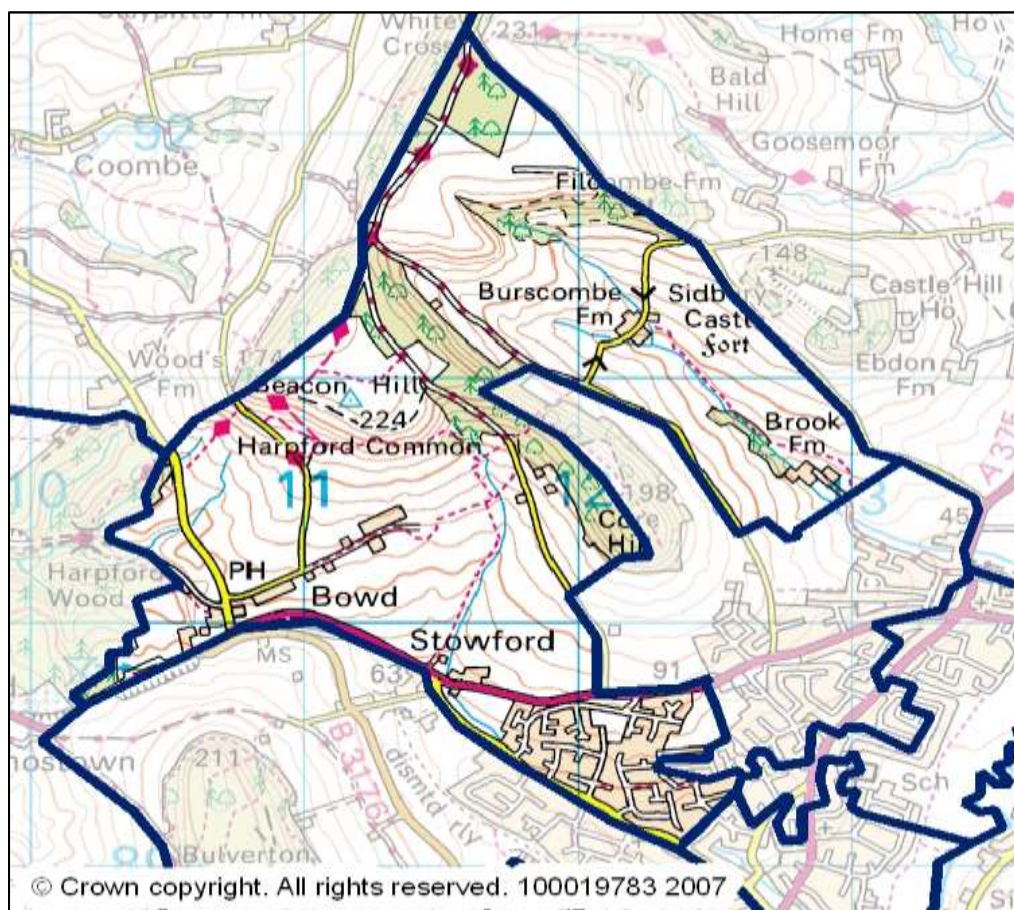 White
Cross
231
Home Fm
Ho
Bald
Hill
92
Coombe
Goosemoor
Fm
Filcombe Fm
148
Burscombe
Fm
Sidbury
Castle
fort
Castle Hill
Ho
Wood's
Fm
174
Ebdon
Fm
Beacon Hill
224
Harpford Common
Brook
Fm
A 375
10
11
12
198
3
Core
Hill
45
PH
Harpford
Wood
Bowd
Stowford
MS
63
91
211
B 3176
dismtd rly
Sch
Bulverton
© Crown copyright. All rights reserved. 100019783 2007